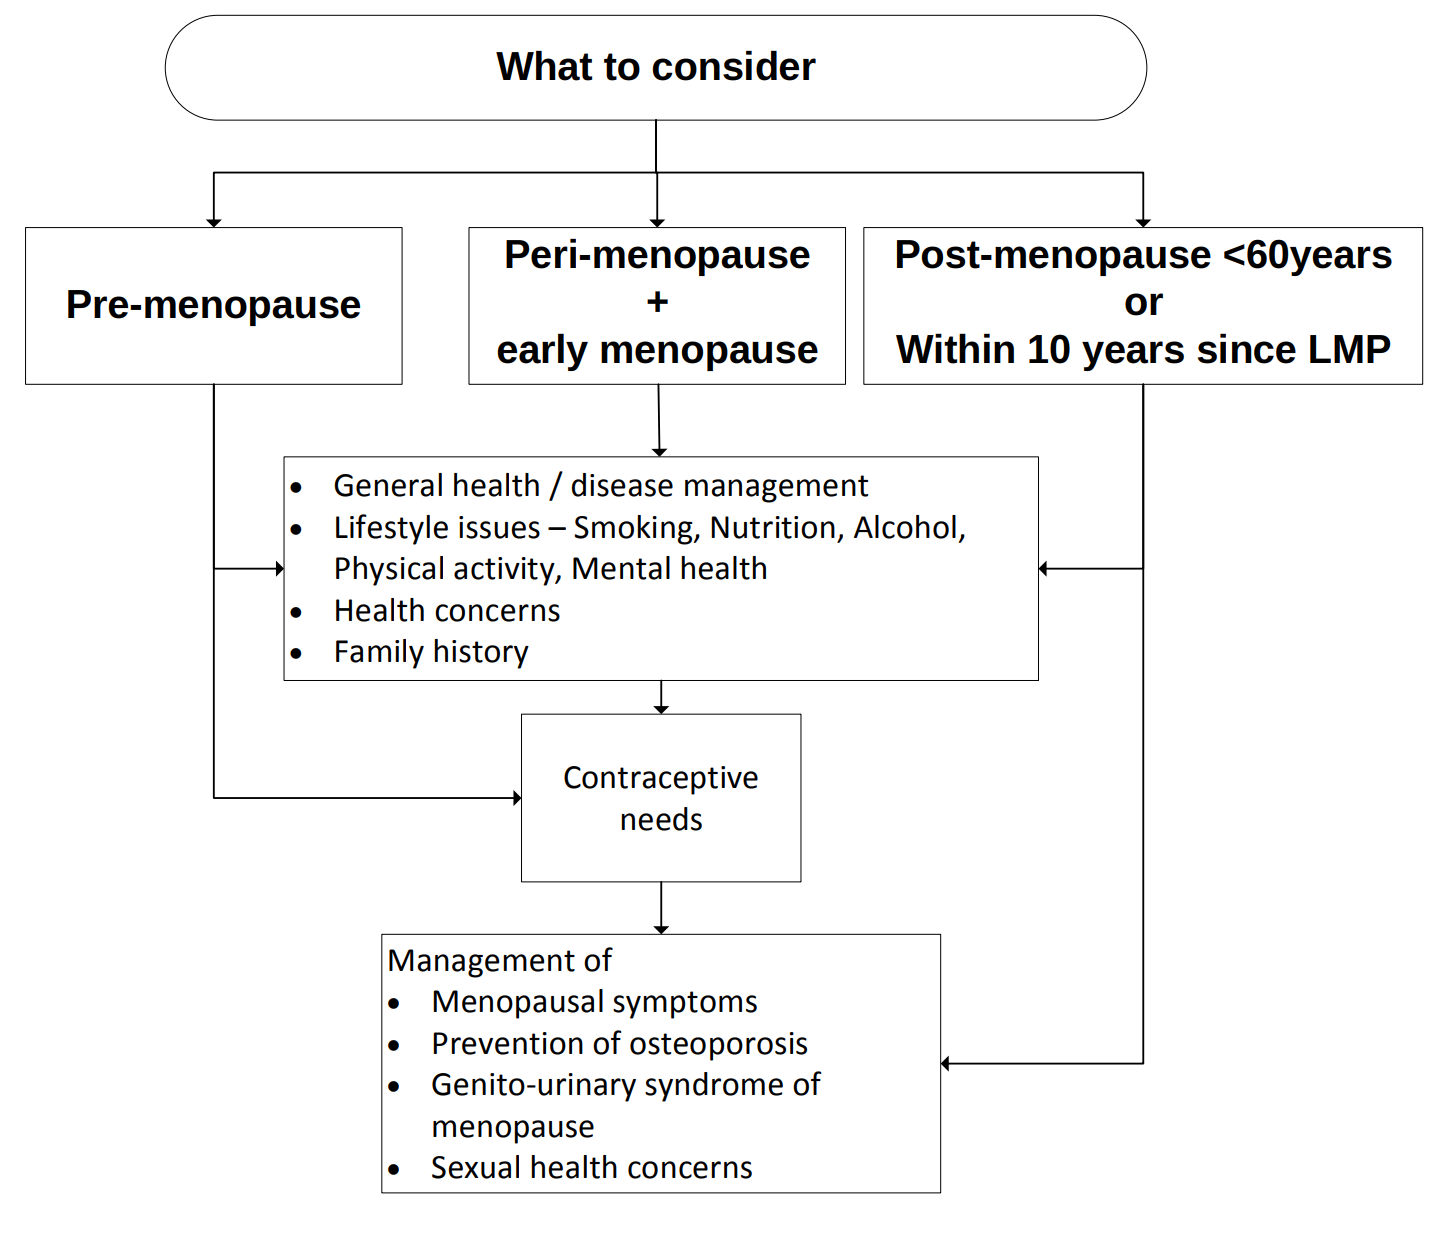 What to consider
Pre-menopause
Peri-menopause
+
early menopause
Post-menopause <60years
or
Within 10 years since LMP
• General health / disease management
• Lifestyle issues – Smoking, Nutrition, Alcohol,
Physical activity, Mental health
• Health concerns
• Family history
Contraceptive
needs
Management of
• Menopausal symptoms
• Prevention of osteoporosis
• Genito-urinary syndrome of
menopause
• Sexual health concerns